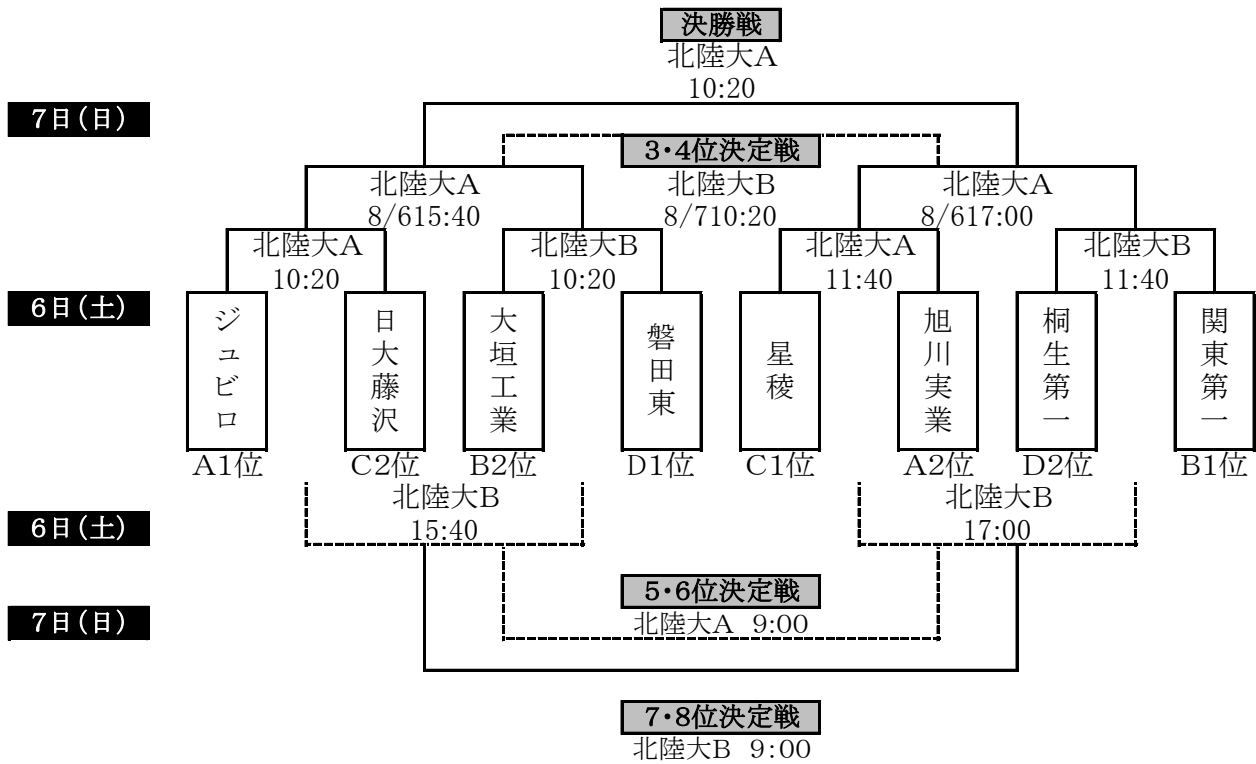 決勝戦
北陸大A
10:20
7日(日)
3・4位決定戦
北陸大A
北陸大B
北陸大A
8/615:40
8/710:20
8/617:00
北陸大A
北陸大B
北陸大A
北陸大B
10:20
10:20
11:40
11:40
6日(土)
ジュビロ
日大藤沢
大垣工業
磐田東
星稜
旭川実業
桐生第一
関東第一
A1位
C2位
B2位
D1位
C1位
A2位
D2位
B1位
北陸大B
北陸大B
6日(土)
15:40
17:00
5・6位決定戦
7日(日)
北陸大A 9:00
7・8位決定戦
北陸大B 9:00